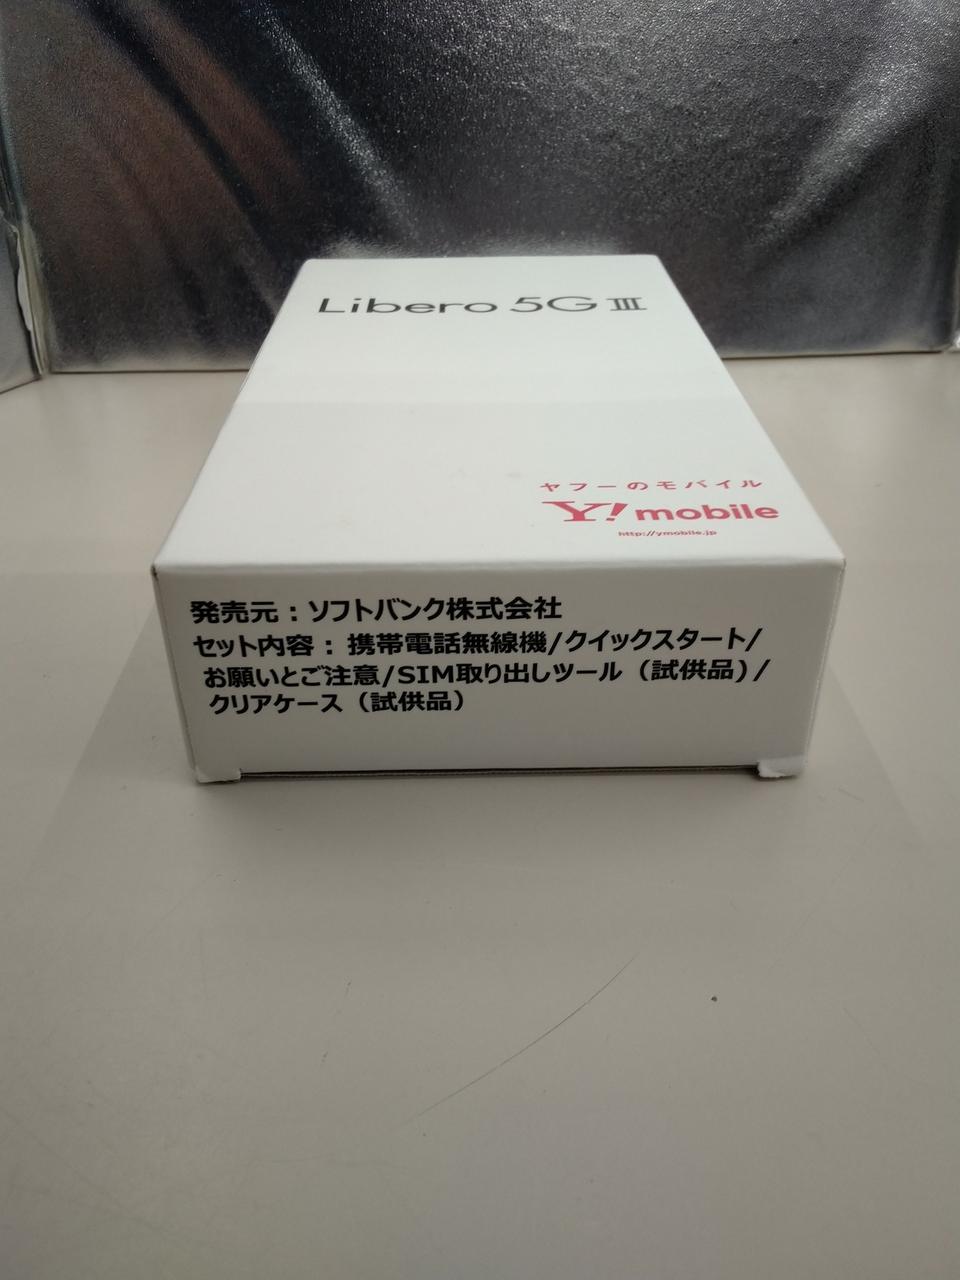 Libero 5G III
ヤフーのモバイル
Y!mobile
http://ymobile.jp
発売元：ソフトバンク株式会社
セット内容：携帯電話無線機/クイックスタート/
お願いとご注意/SIM取り出しツール（試供品）/
クリアケース（試供品）